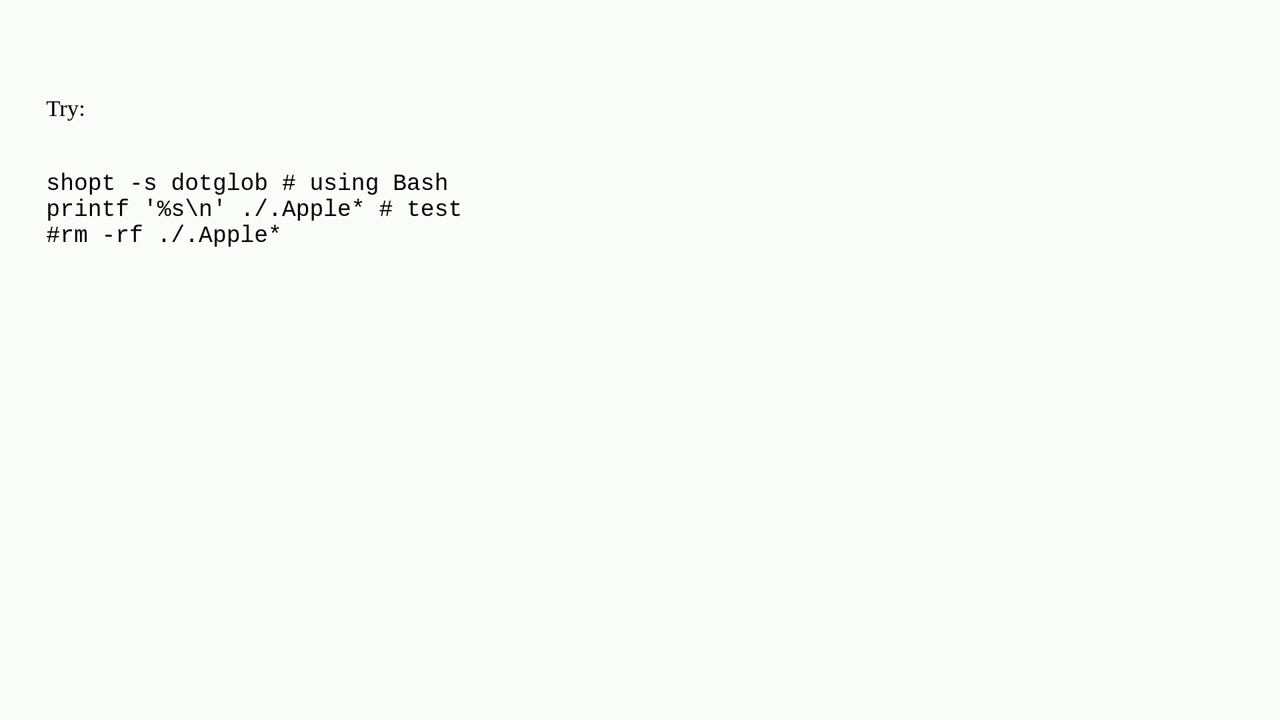 Try:
shopt -s dotglob # using Bash
printf '%s\n' ./.Apple* # test
#rm -rf ./.Apple*